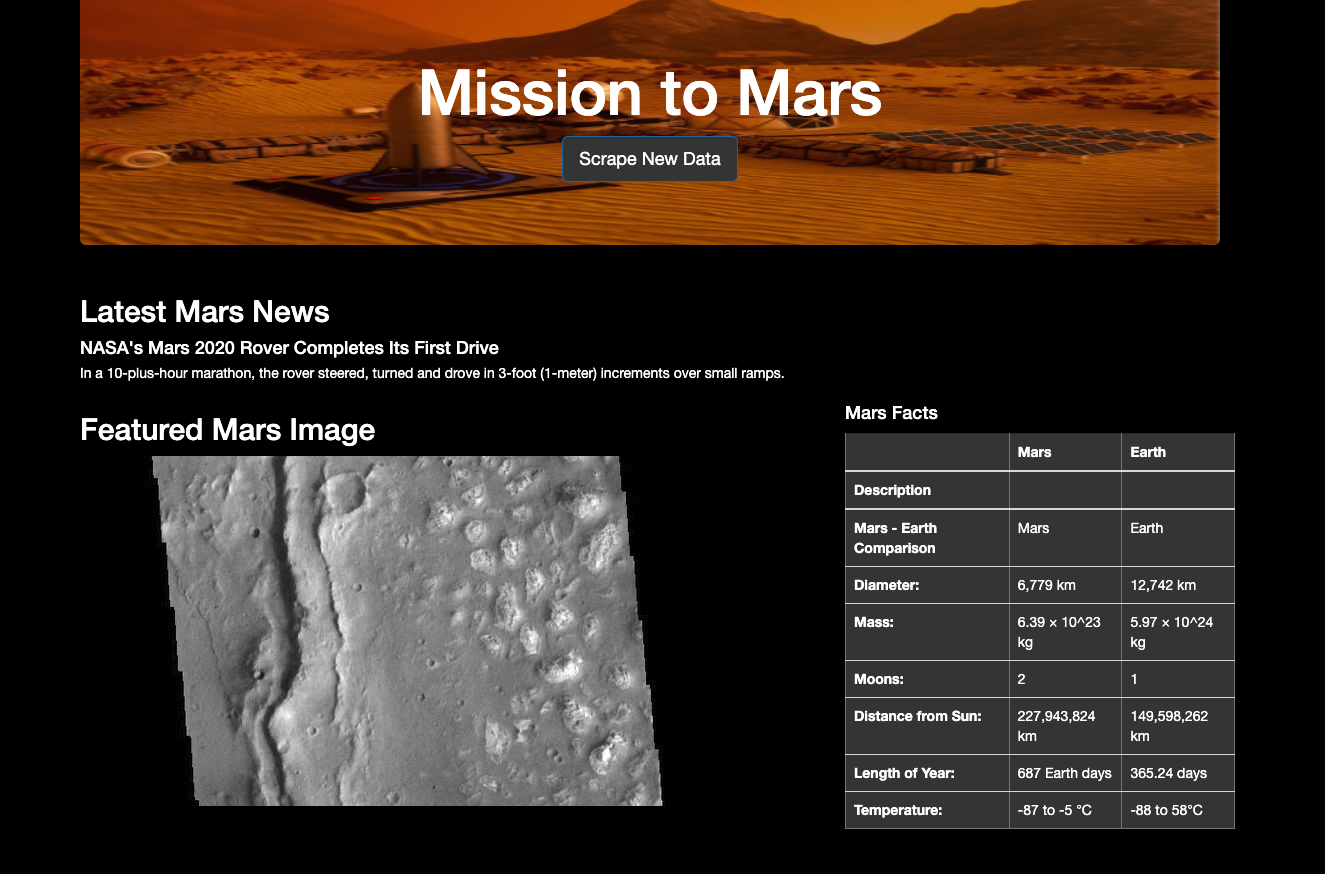 Mission to Mars
Scrape New Data
Latest Mars News
NASA's Mars 2020 Rover Completes Its First Drive
In a 10-plus-hour marathon, the rover steered, turned and drove in 3-foot (1-meter) increments over small ramps.
Featured Mars Image
Mars Facts
Mars Earth
Description
Mars - Earth Mars Earth
Comparison
Diameter: 6,779 km 12,742 km
Mass: 6.39 × 10^23 5.97 × 10^24
kg kg
Moons: 2 1
Distance from Sun: 227,943,824 149,598,262
km km
Length of Year: 687 Earth days 365.24 days
Temperature: -87 to -5 °C -88 to 58°C